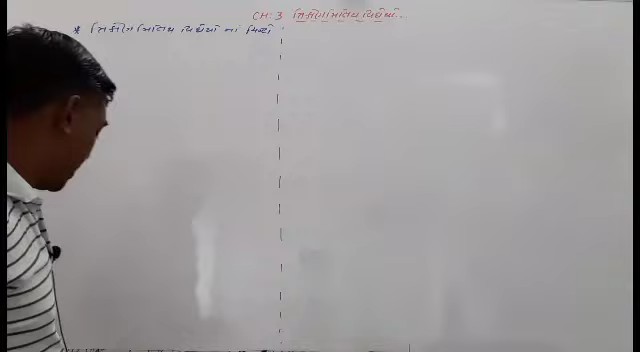 CH: 3 ત્રિકોણમિતિય વિધેયો..
* ત્રિકોણમિતિય વિધેયો નાં ચિહ્નો